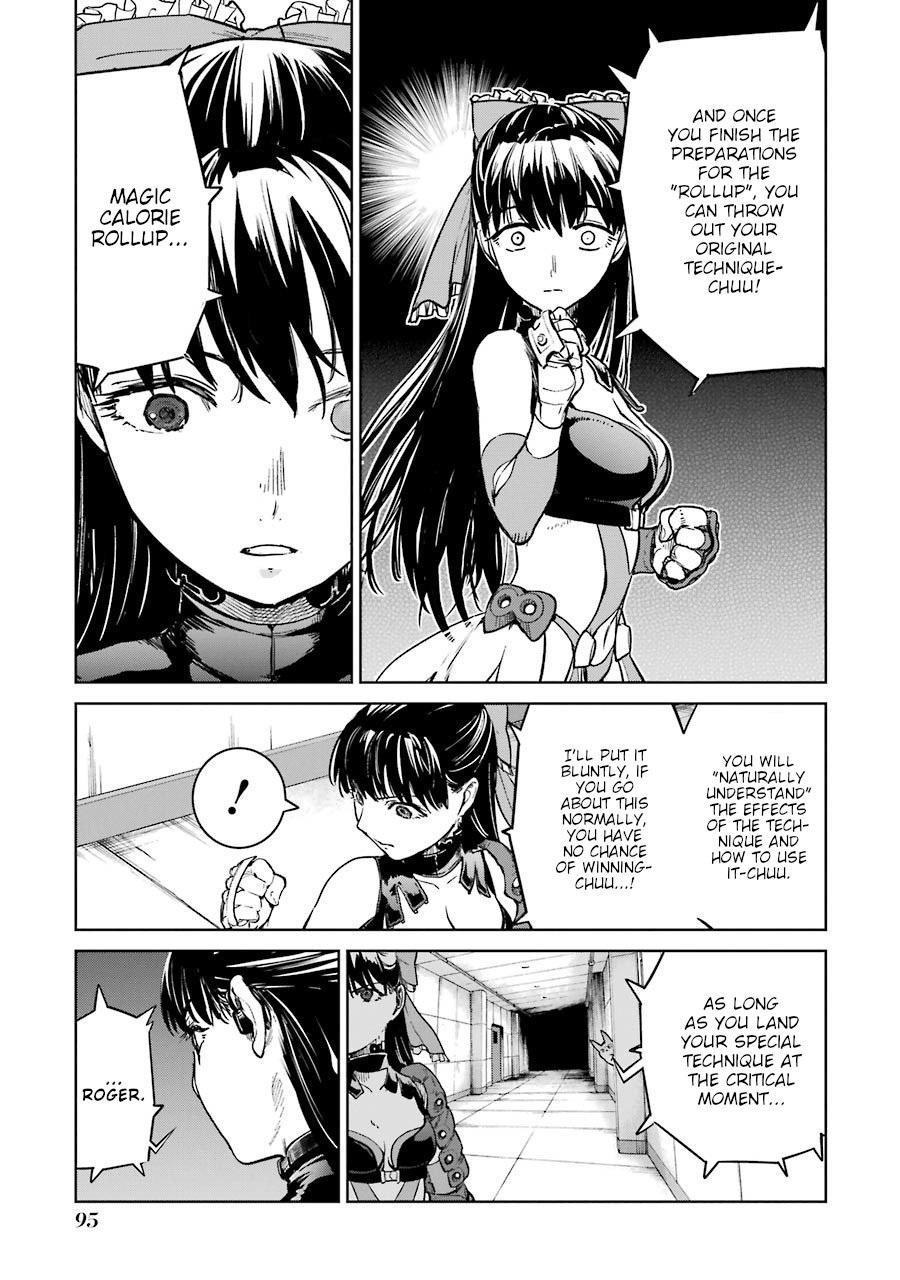 AND ONCE
YOU FINISH THE
PREPARATIONS
FOR THE
"ROLLUP", YOU
CAN THROW
OUT YOUR
ORIGINAL
TECHNIQUE-
CHUU!
MAGIC
CALORIE
ROLLUP...
YOU WILL
"NATURALLY
UNDERSTAND"
THE EFFECTS
OF THE TECH-
NIQUE AND
HOW TO USE
IT-CHUU.
I'LL PUT IT
BLUNTLY, IF
YOU GO
ABOUT THIS
NORMALLY,
YOU HAVE
NO CHANCE
OF WINNING-
CHUU...!
!
AS LONG
AS YOU LAND
YOUR SPECIAL
TECHNIQUE AT
THE CRITICAL
MOMENT...
...
ROGER.
95